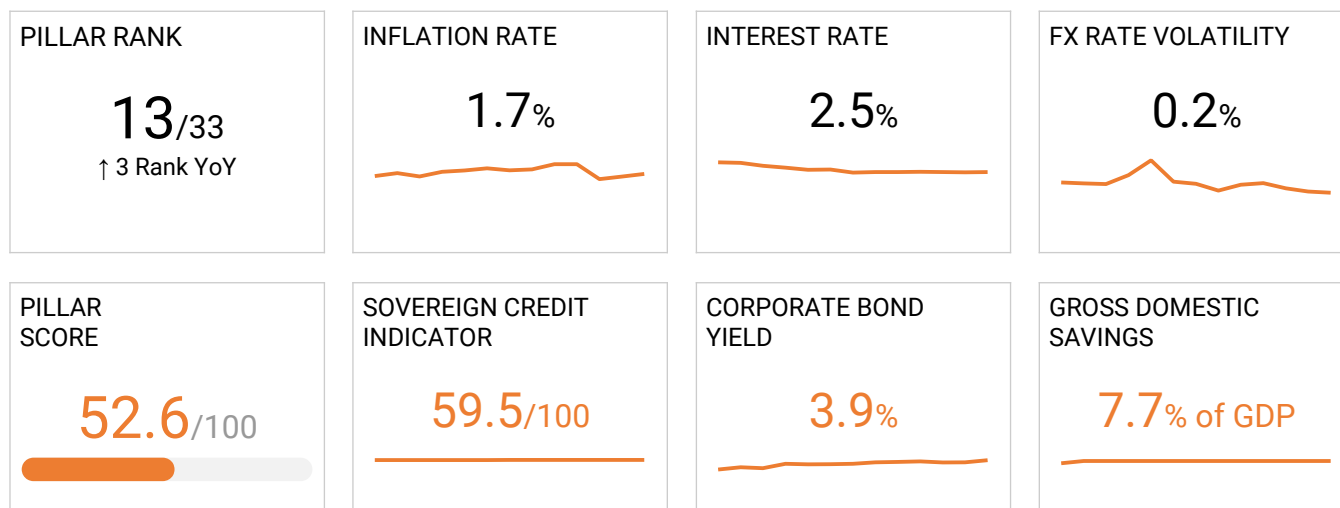 PILLAR RANK
13/33
↑ 3 Rank YoY
INFLATION RATE
1.7%
INTEREST RATE
2.5%
FX RATE VOLATILITY
0.2%
PILLAR
SCORE
52.6/100
SOVEREIGN CREDIT
INDICATOR
59.5/100
CORPORATE BOND
YIELD
3.9%
GROSS DOMESTIC
SAVINGS
7.7% of GDP